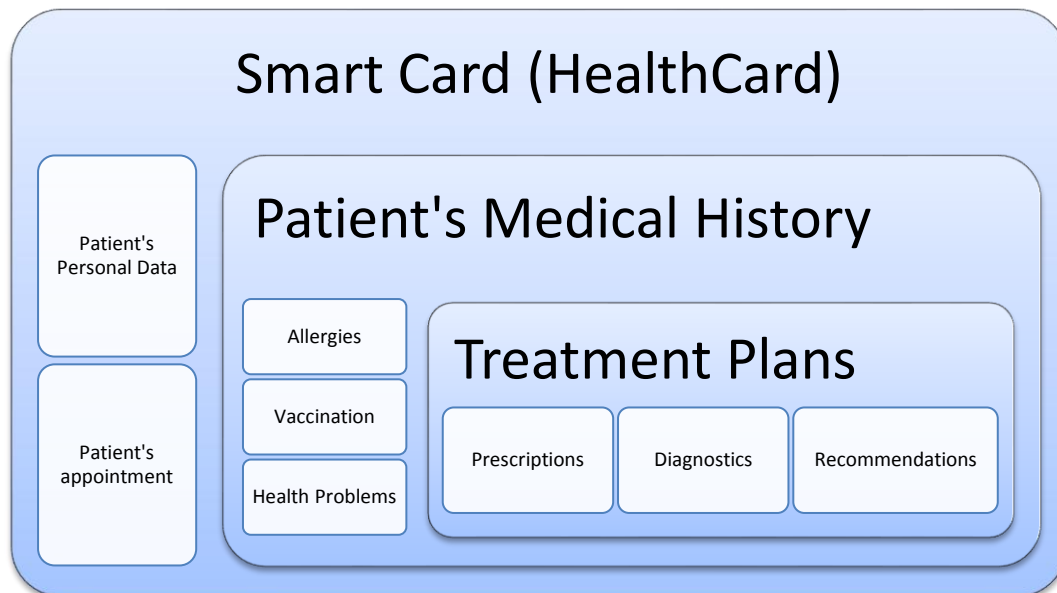 Smart Card (HealthCard)
Patient's
Personal Data
Patient's
appointment
Patient's Medical History
Allergies
Vaccination
Health Problems
Treatment Plans
Prescriptions
Diagnostics
Recommendations